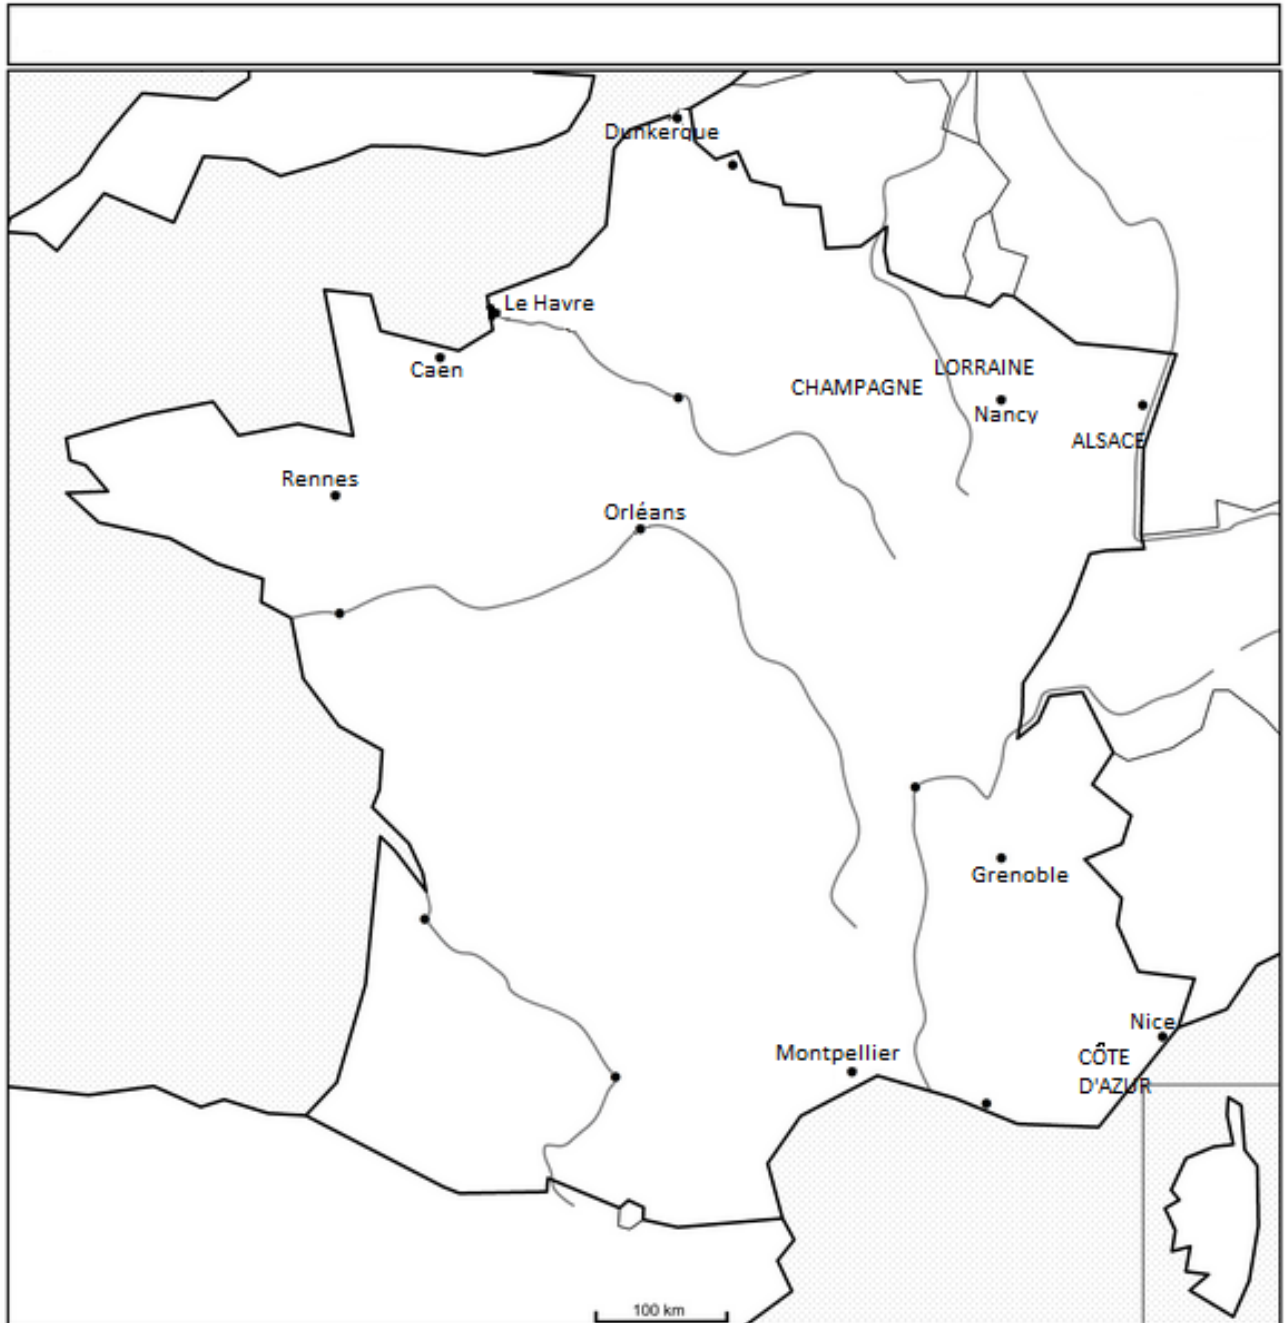 Dunkerque
Le Havre
Caen
LORRAINE
CHAMPAGNE
Nancy
ALSACE
Rennes
Orléans
Grenoble
Nice
Montpellier
CÔTE
D'AZUR
100 km